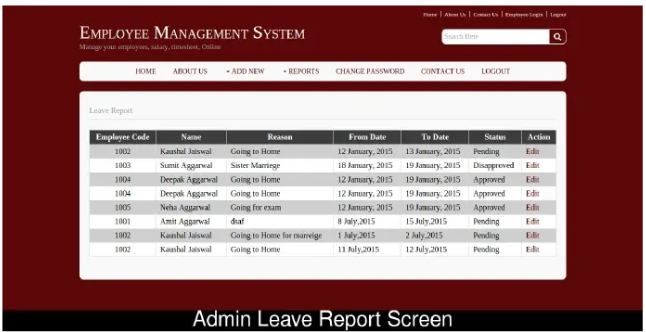 Home | About Us | Contact Us | Employee Login | Logout
EMPLOYEE MANAGEMENT SYSTEM
Manage your employees, salary, timesheet, Online
Search Here
HOME ABOUT US + ADD NEW + REPORTS CHANGE PASSWORD CONTACT US LOGOUT
Leave Report
Employee Code Name Reason From Date To Date Status Action
1002 Kaushal Jaiswal Going to Home 12 January, 2015 13 January, 2015 Pending Edit
1003 Sumit Aggarwal Sister Marriege 18 January, 2015 19 January, 2015 Disapproved Edit
1004 Deepak Aggarwal Going to Home 12 January, 2015 19 January, 2015 Approved Edit
1004 Deepak Aggarwal Going to Home 12 January, 2015 19 January, 2015 Approved Edit
1005 Neha Aggarwal Going for exam 12 January, 2015 19 January, 2015 Approved Edit
1001 Amit Aggarwal dsaf 8 July,2015 15 July,2015 Pending Edit
1002 Kaushal Jaiswal Going to Home for marreige 1 July,2015 2 July,2015 Pending Edit
1002 Kaushal Jaiswal Going to Home 11 July,2015 12 July,2015 Pending Edit
Admin Leave Report Screen